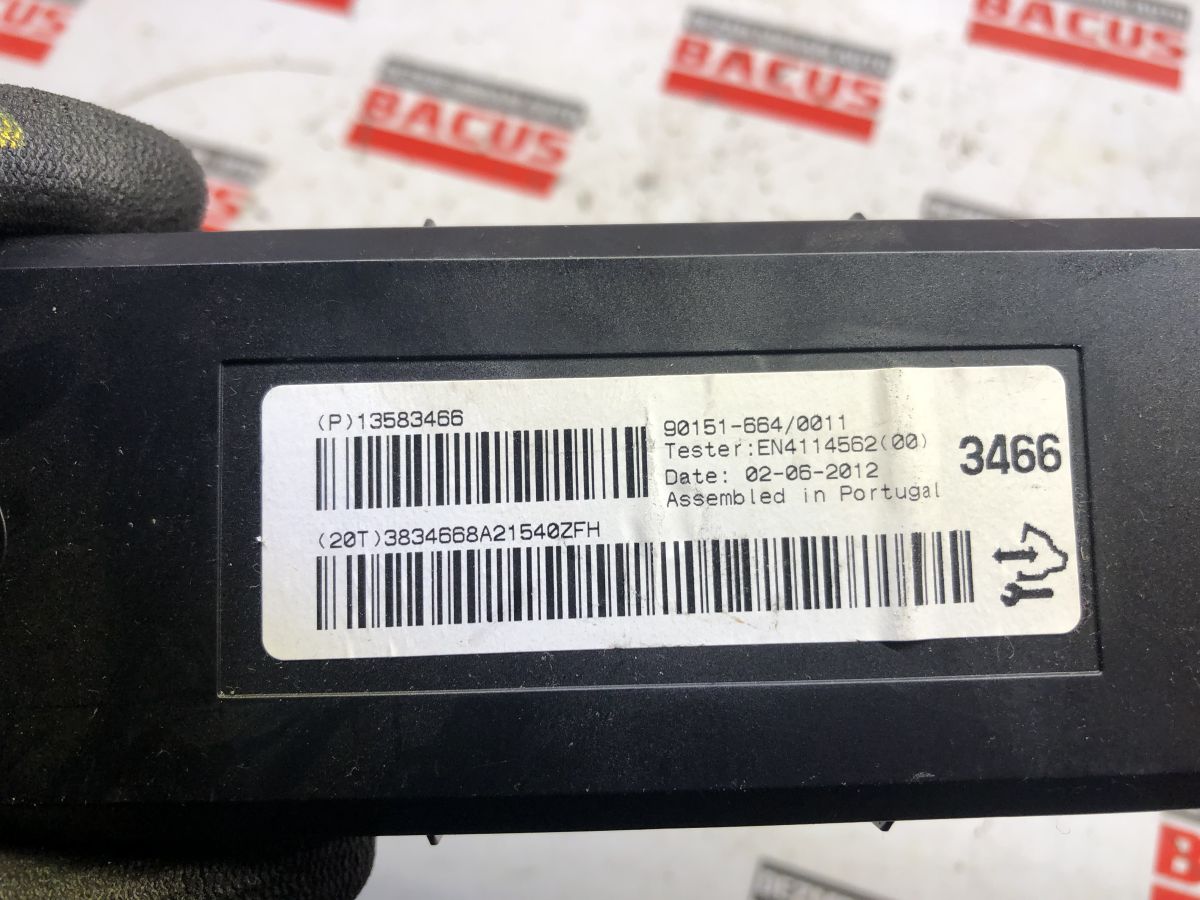 BACUS
BACUS
BACUS
(P)13583466
90151-664/0011
Tester:EN4114562(00)
Date: 02-06-2012
Assembled in Portugal
3466
(20T)3834668A21540ZFH